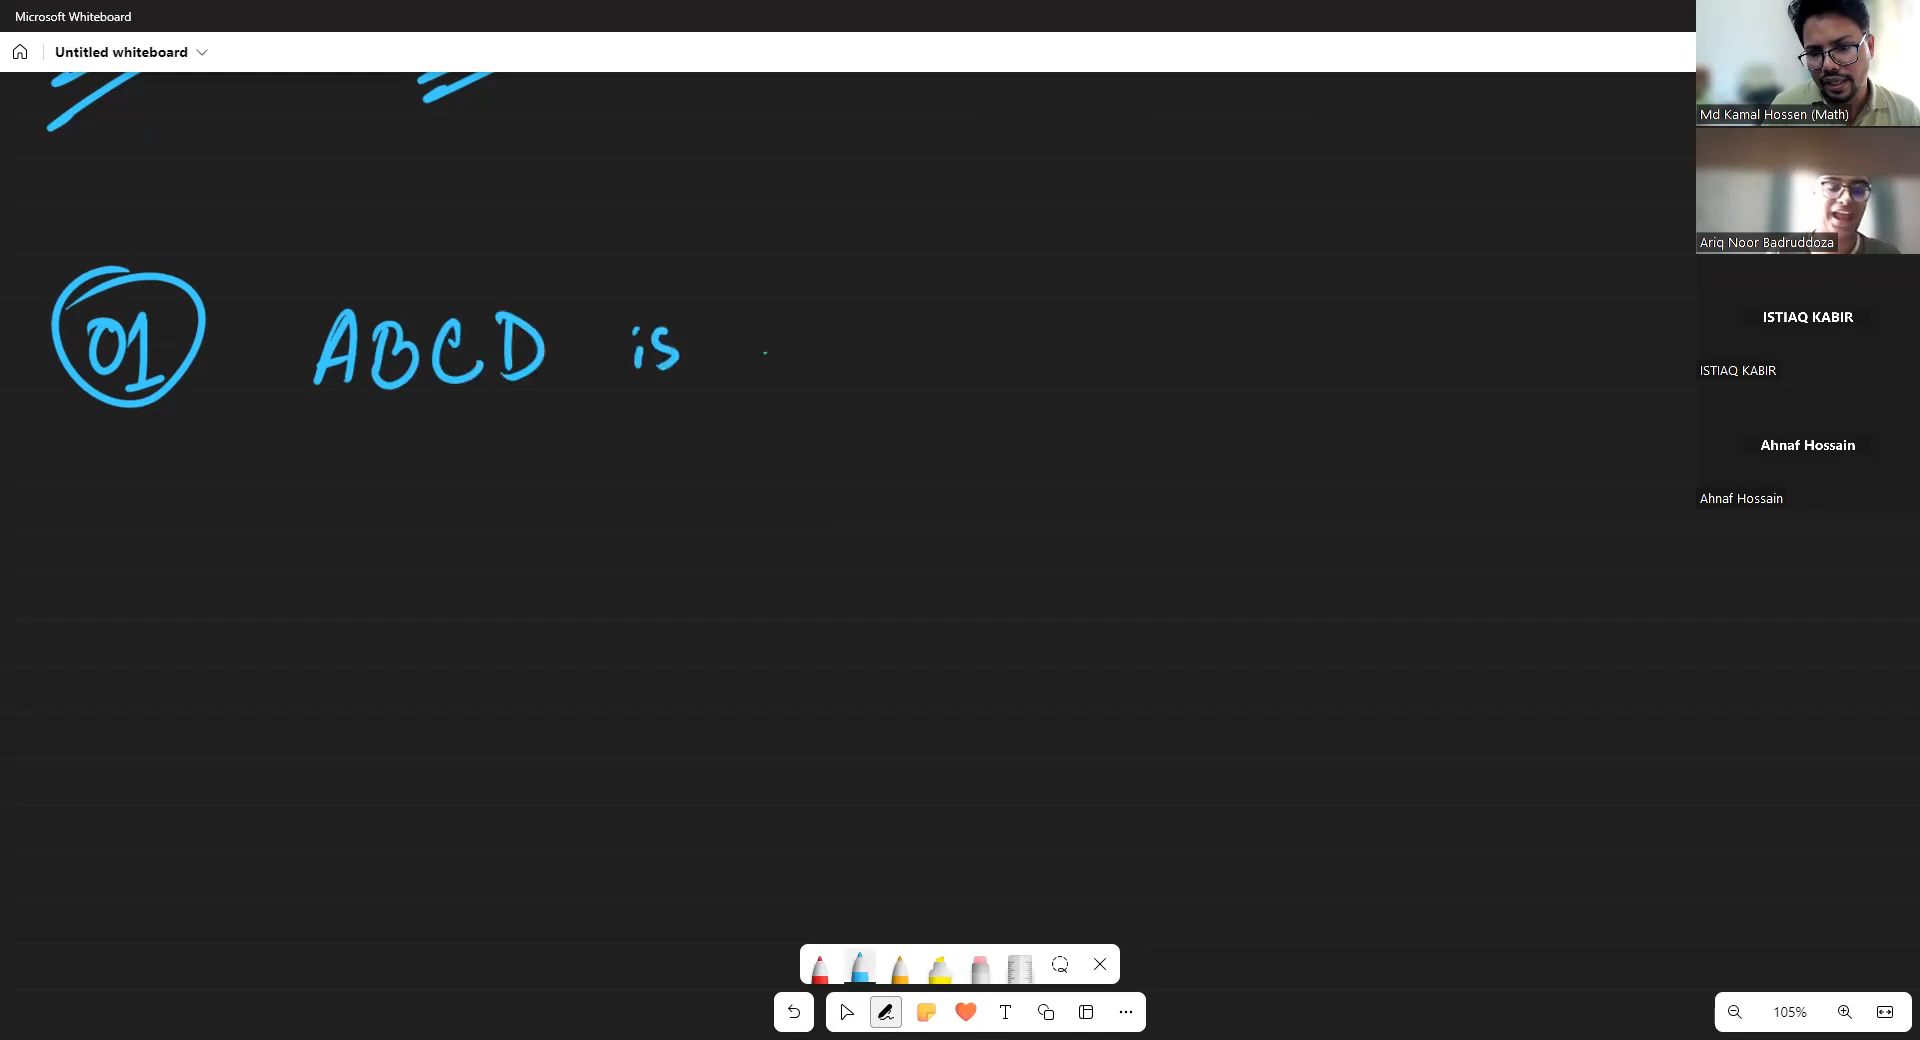 Microsoft Whiteboard
Untitled whiteboard
Md Kamal Hossen (Math)
Ariq Noor Badruddoza
ISTIAQ KABIR
ISTIAQ KABIR
Ahnaf Hossain
Ahnaf Hossain
01 ABCD is
T
105%